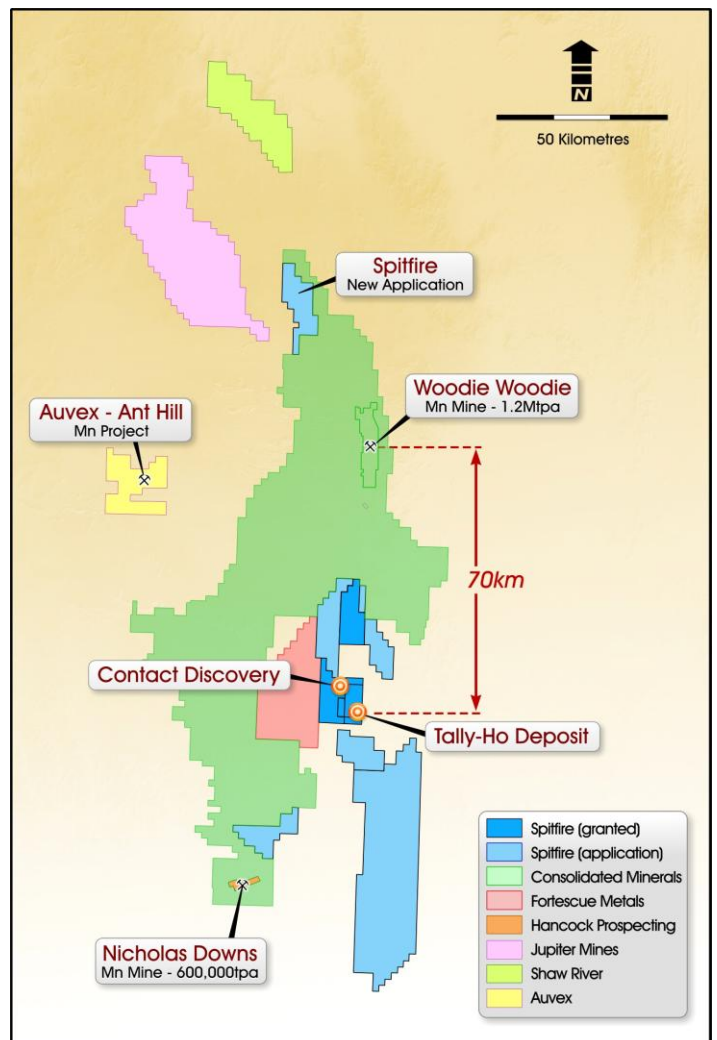 N
50 Kilometres
Spitfire
New Application
Woodie Woodie
Mn Mine - 1.2Mtpa
Auvex - Ant Hill
Mn Project
70km
Contact Discovery
Tally-Ho Deposit
Nicholas Downs
Mn Mine - 600,000tpa
Spitfire (granted)
Spitfire (application)
Consolidated Minerals
Fortescue Metals
Hancock Prospecting
Jupiter Mines
Shaw River
Auvex